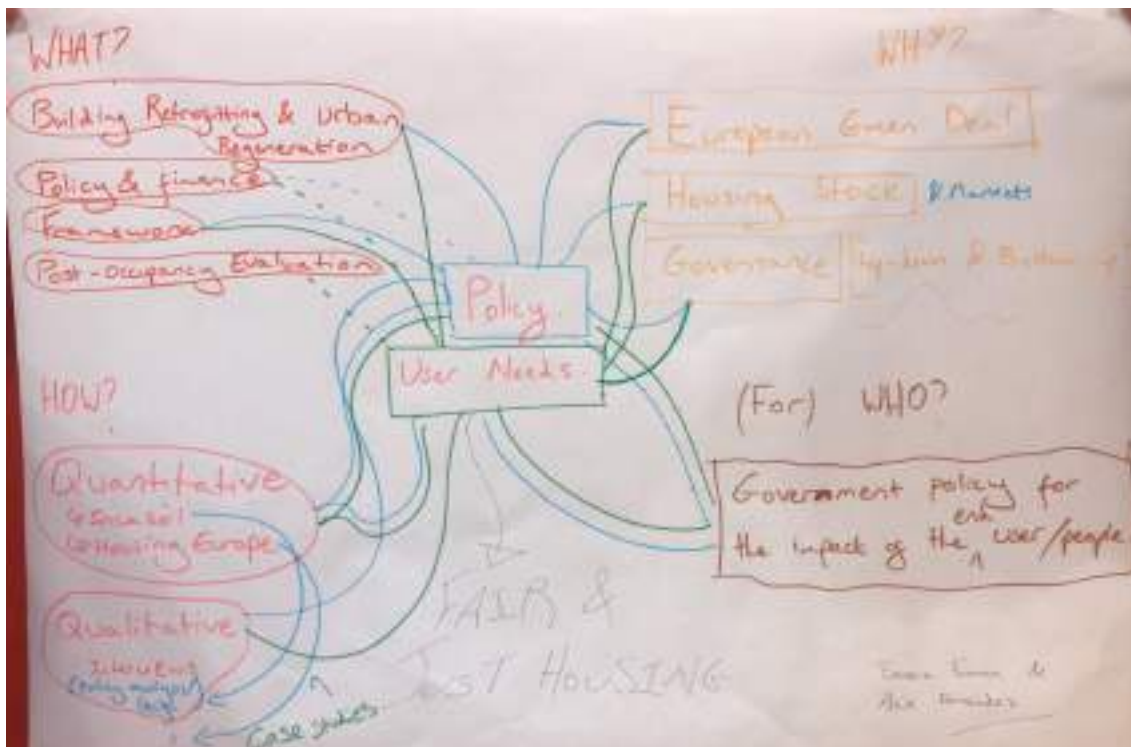 WHAT?
Building Retrofitting & Urban
Regeneration
Policy & finance
Framework
Post-Occupancy Evaluation
WHY?
European Green Deal
Housing Stock & Markets
Governance & Bottom up
Policy
User Needs
HOW?
Quantitative
Housing Europe
Qualitative
Case studies
(For) WHO?
Government policy for
end
the impact of the user/people
FAIR &
JUST HOUSING